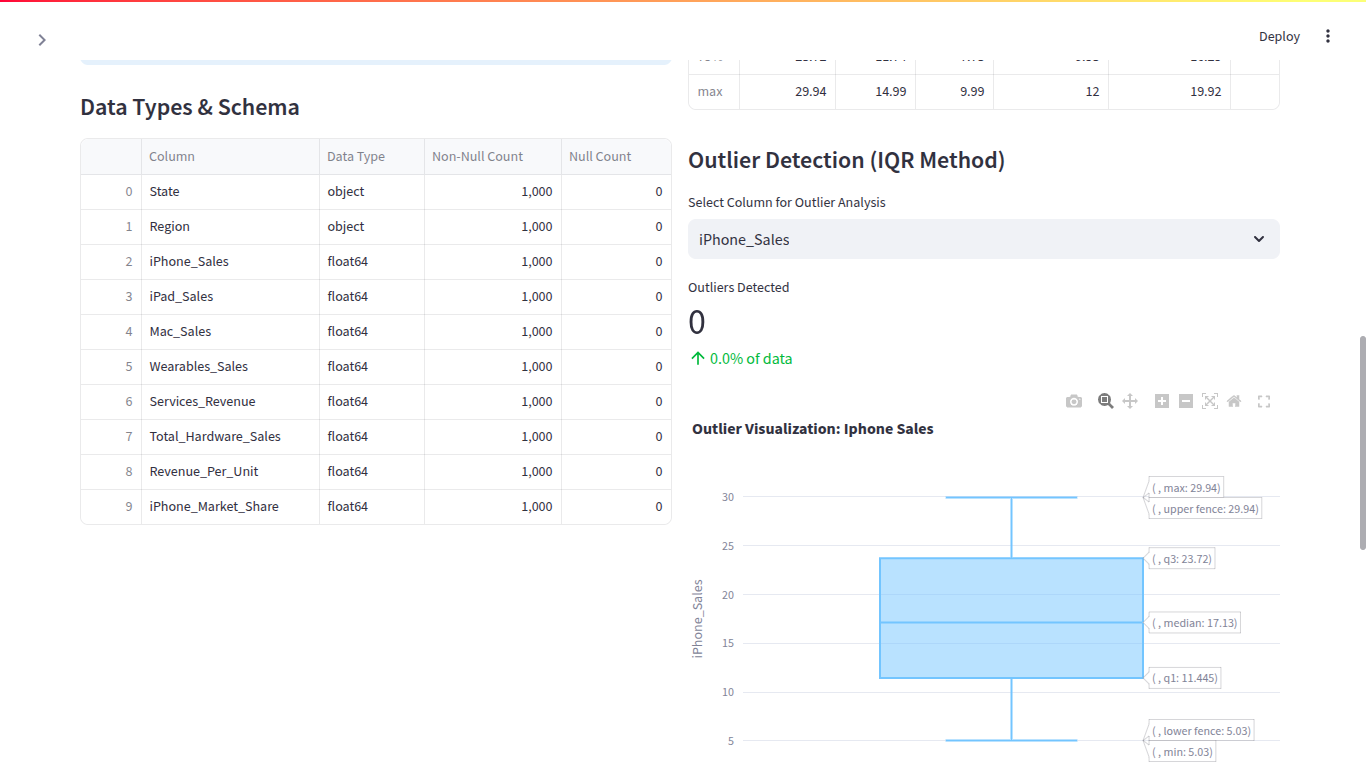 Deploy
Data Types & Schema
Column Data Type Non-Null Count Null Count
0 State object 1,000 0
1 Region object 1,000 0
2 iPhone_Sales float64 1,000 0
3 iPad_Sales float64 1,000 0
4 Mac_Sales float64 1,000 0
5 Wearables_Sales float64 1,000 0
6 Services_Revenue float64 1,000 0
7 Total_Hardware_Sales float64 1,000 0
8 Revenue_Per_Unit float64 1,000 0
9 iPhone_Market_Share float64 1,000 0
max 29.94 14.99 9.99 12 19.92
Outlier Detection (IQR Method)
Select Column for Outlier Analysis
iPhone_Sales
Outliers Detected
0
0.0% of data
Outlier Visualization: Iphone Sales
iPhone_Sales
30
25
20
15
10
5
( , max: 29.94)
( , upper fence: 29.94)
( , q3: 23.72)
( , median: 17.13)
( , q1: 11.445)
( , lower fence: 5.03)
( , min: 5.03)